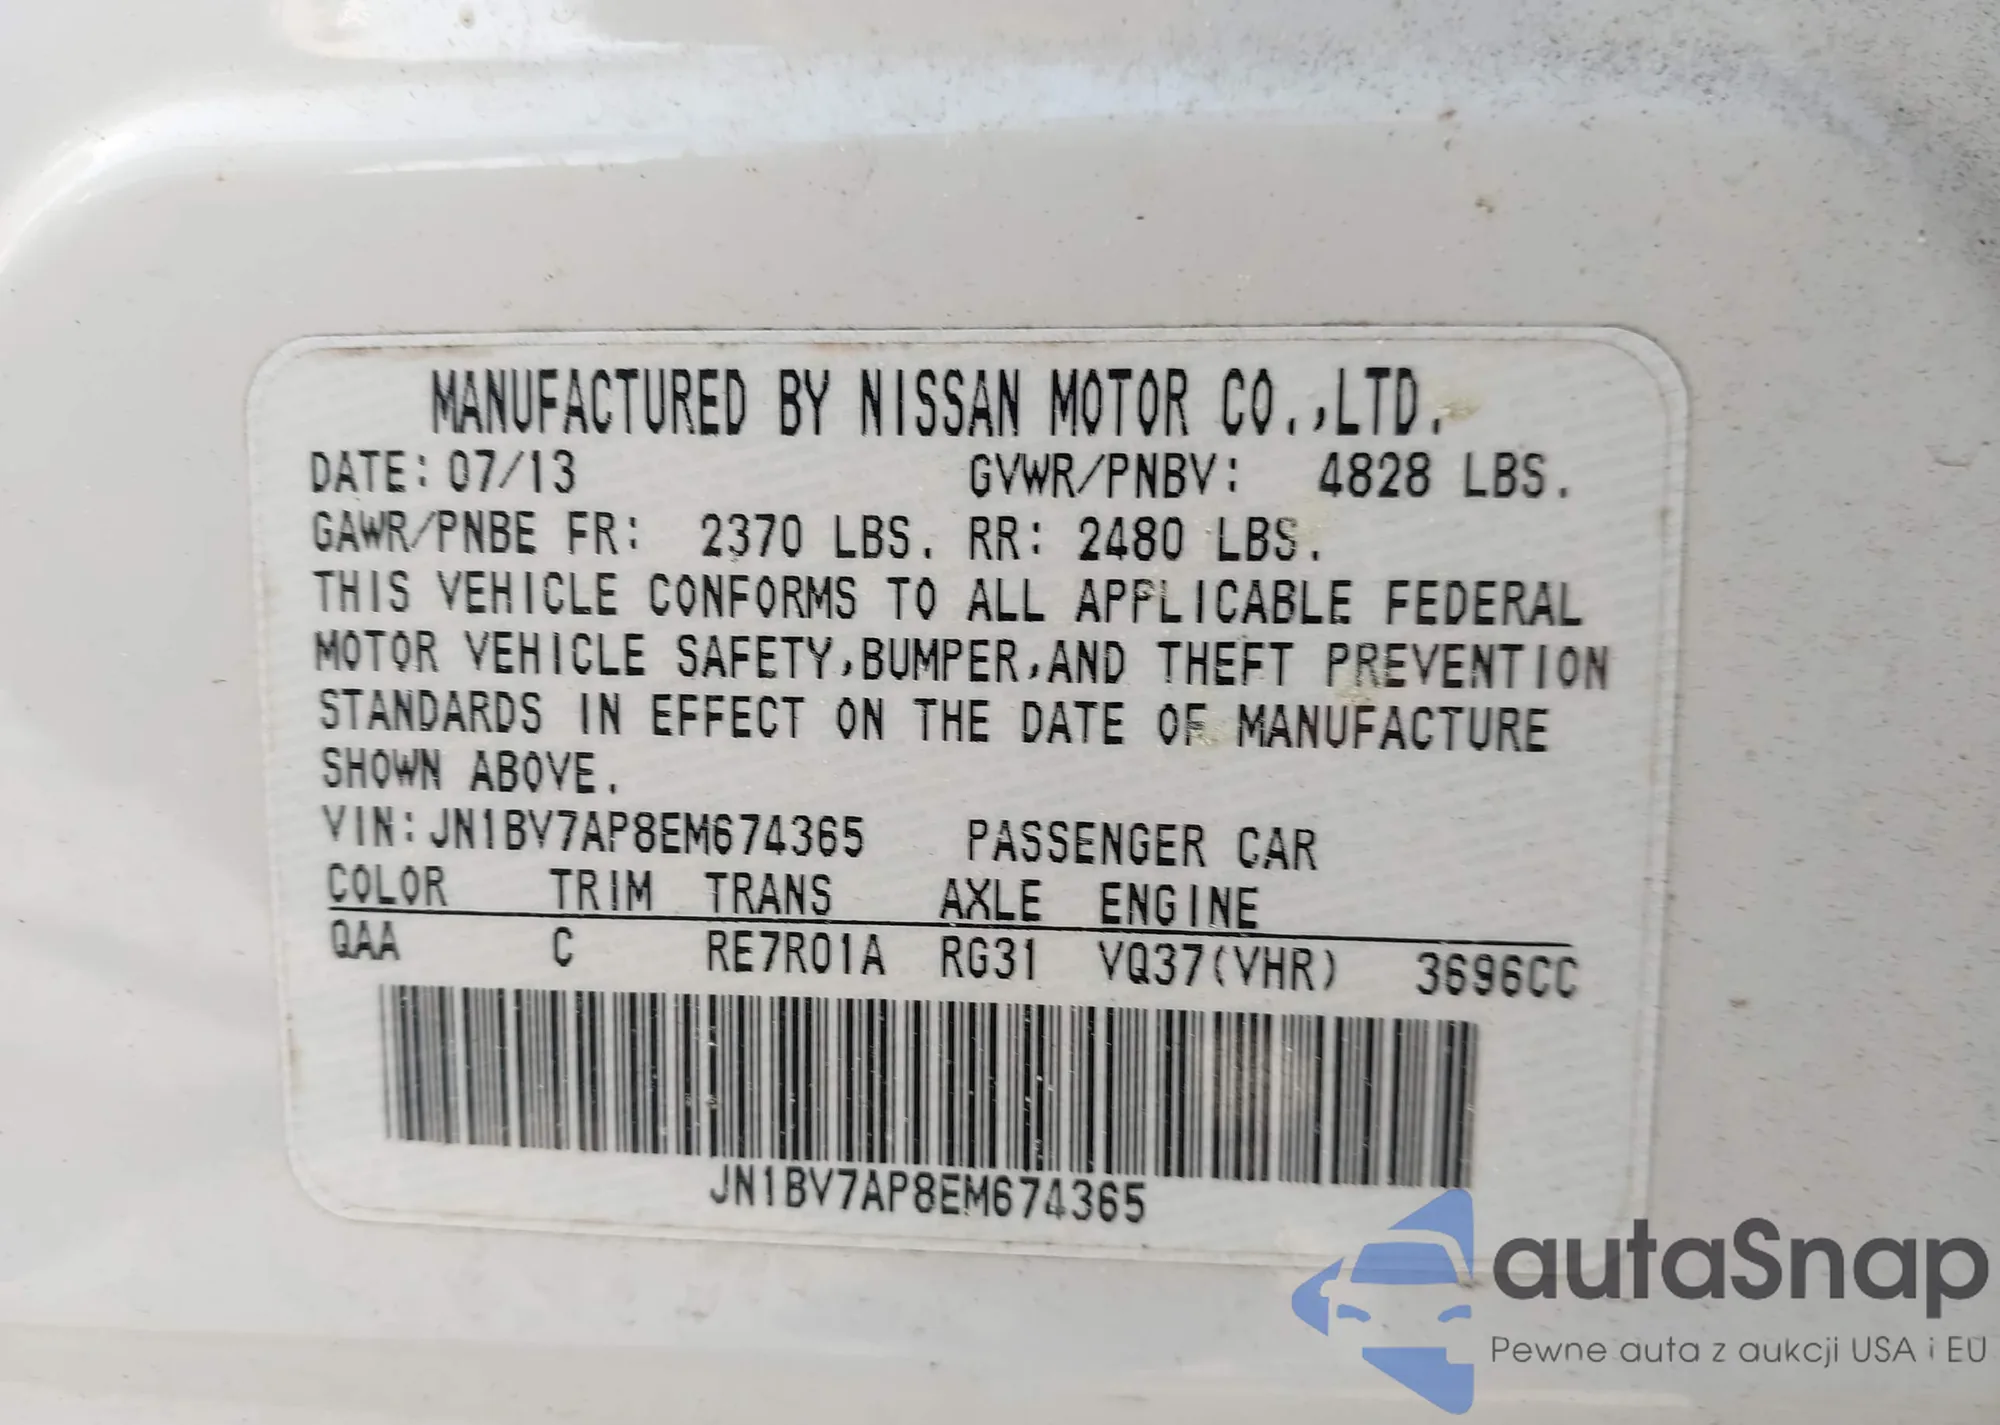 MANUFACTURED BY NISSAN MOTOR CO.,LTD.
DATE: 07/13 GVWR/PNBV: 4828 LBS.
GAWR/PNBE FR: 2370 LBS. RR: 2480 LBS.
THIS VEHICLE CONFORMS TO ALL APPLICABLE FEDERAL
MOTOR VEHICLE SAFETY,BUMPER,AND THEFT PREVENTION
STANDARDS IN EFFECT ON THE DATE OF MANUFACTURE
SHOWN ABOVE.
VIN: JN1BV7AP8EM674365 PASSENGER CAR
COLOR TRIM TRANS AXLE ENGINE
QAA C RE7R01A RG31 VQ37(VHR) 3696CC
JN1BV7AP8EM674365
autaSnap
Pewne auta z aukcji USA i EU